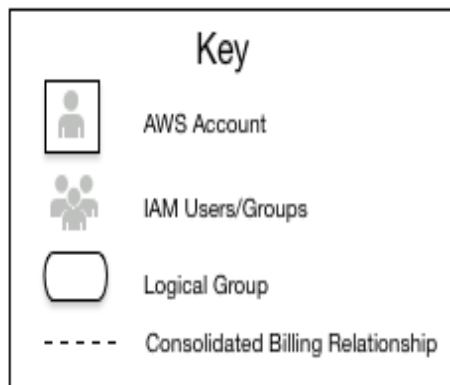 Key
AWS Account
IAM Users/Groups
Logical Group
Consolidated Billing Relationship